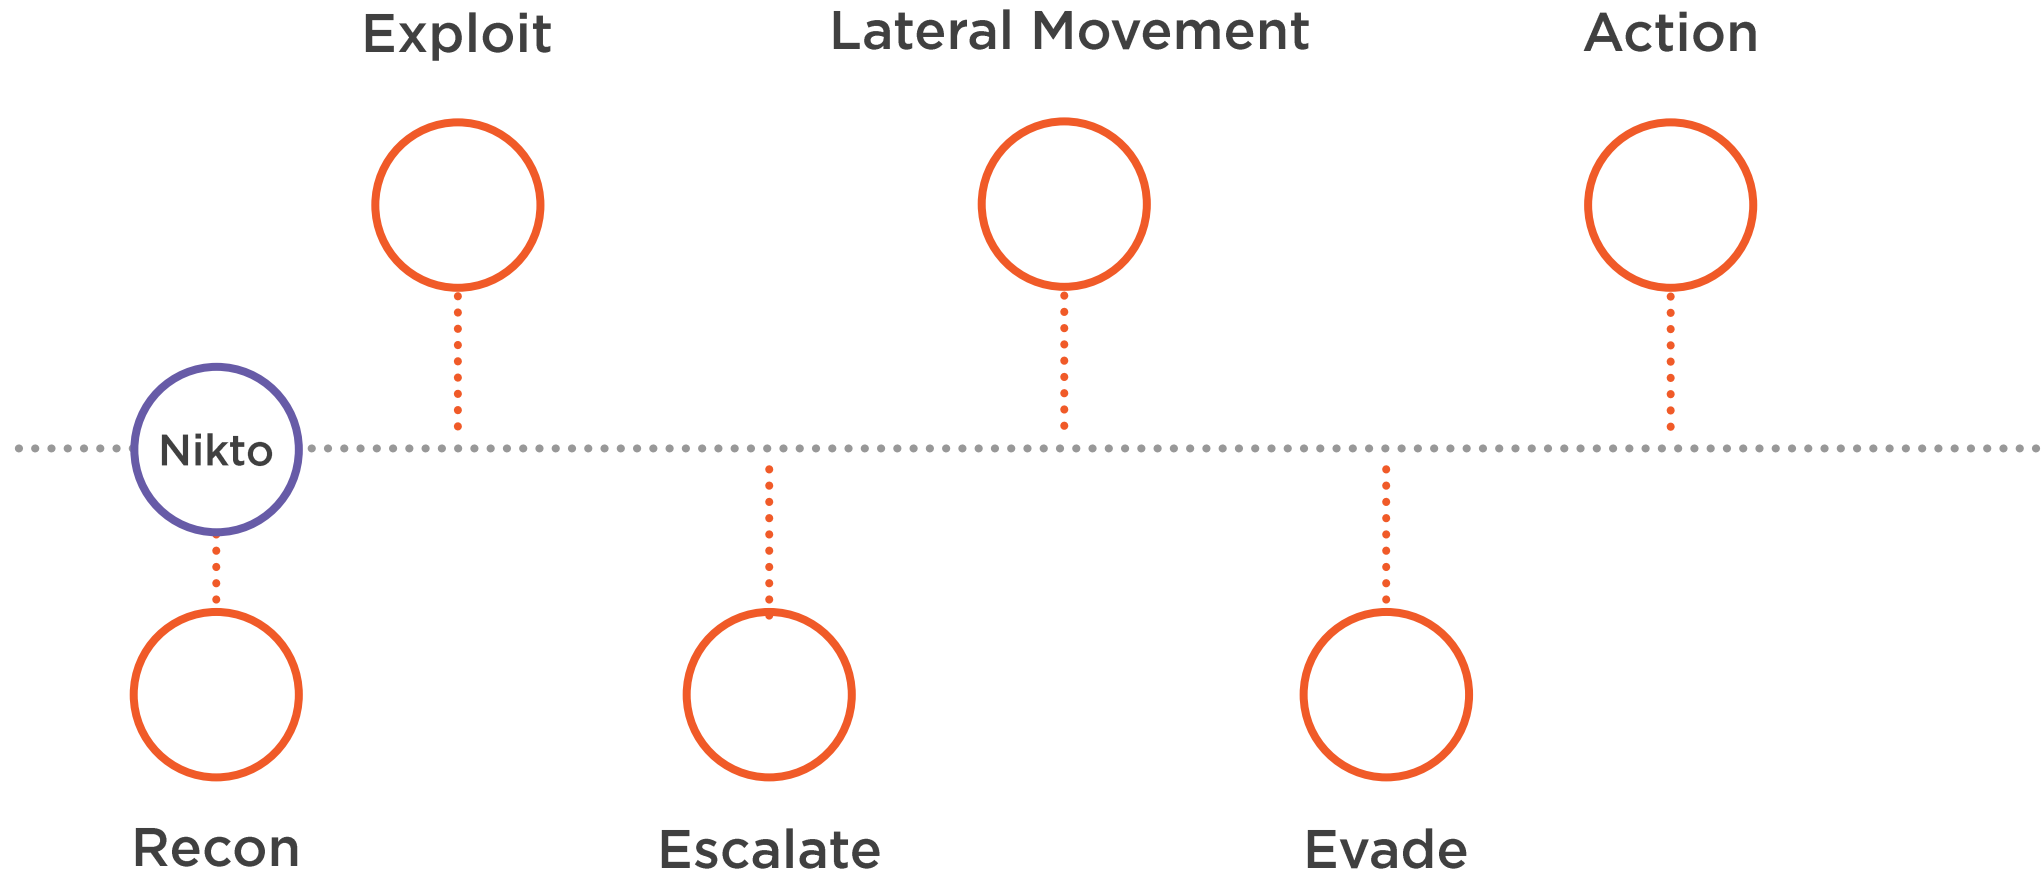 Exploit
Lateral Movement
Action
Nikto
Recon
Escalate
Evade